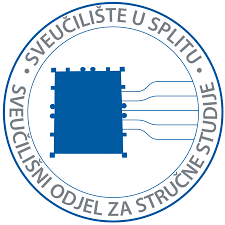 • SVEUČILIŠTE U SPLITU •
SVEUČILIŠNI ODJEL ZA STRUČNE STUDIJE